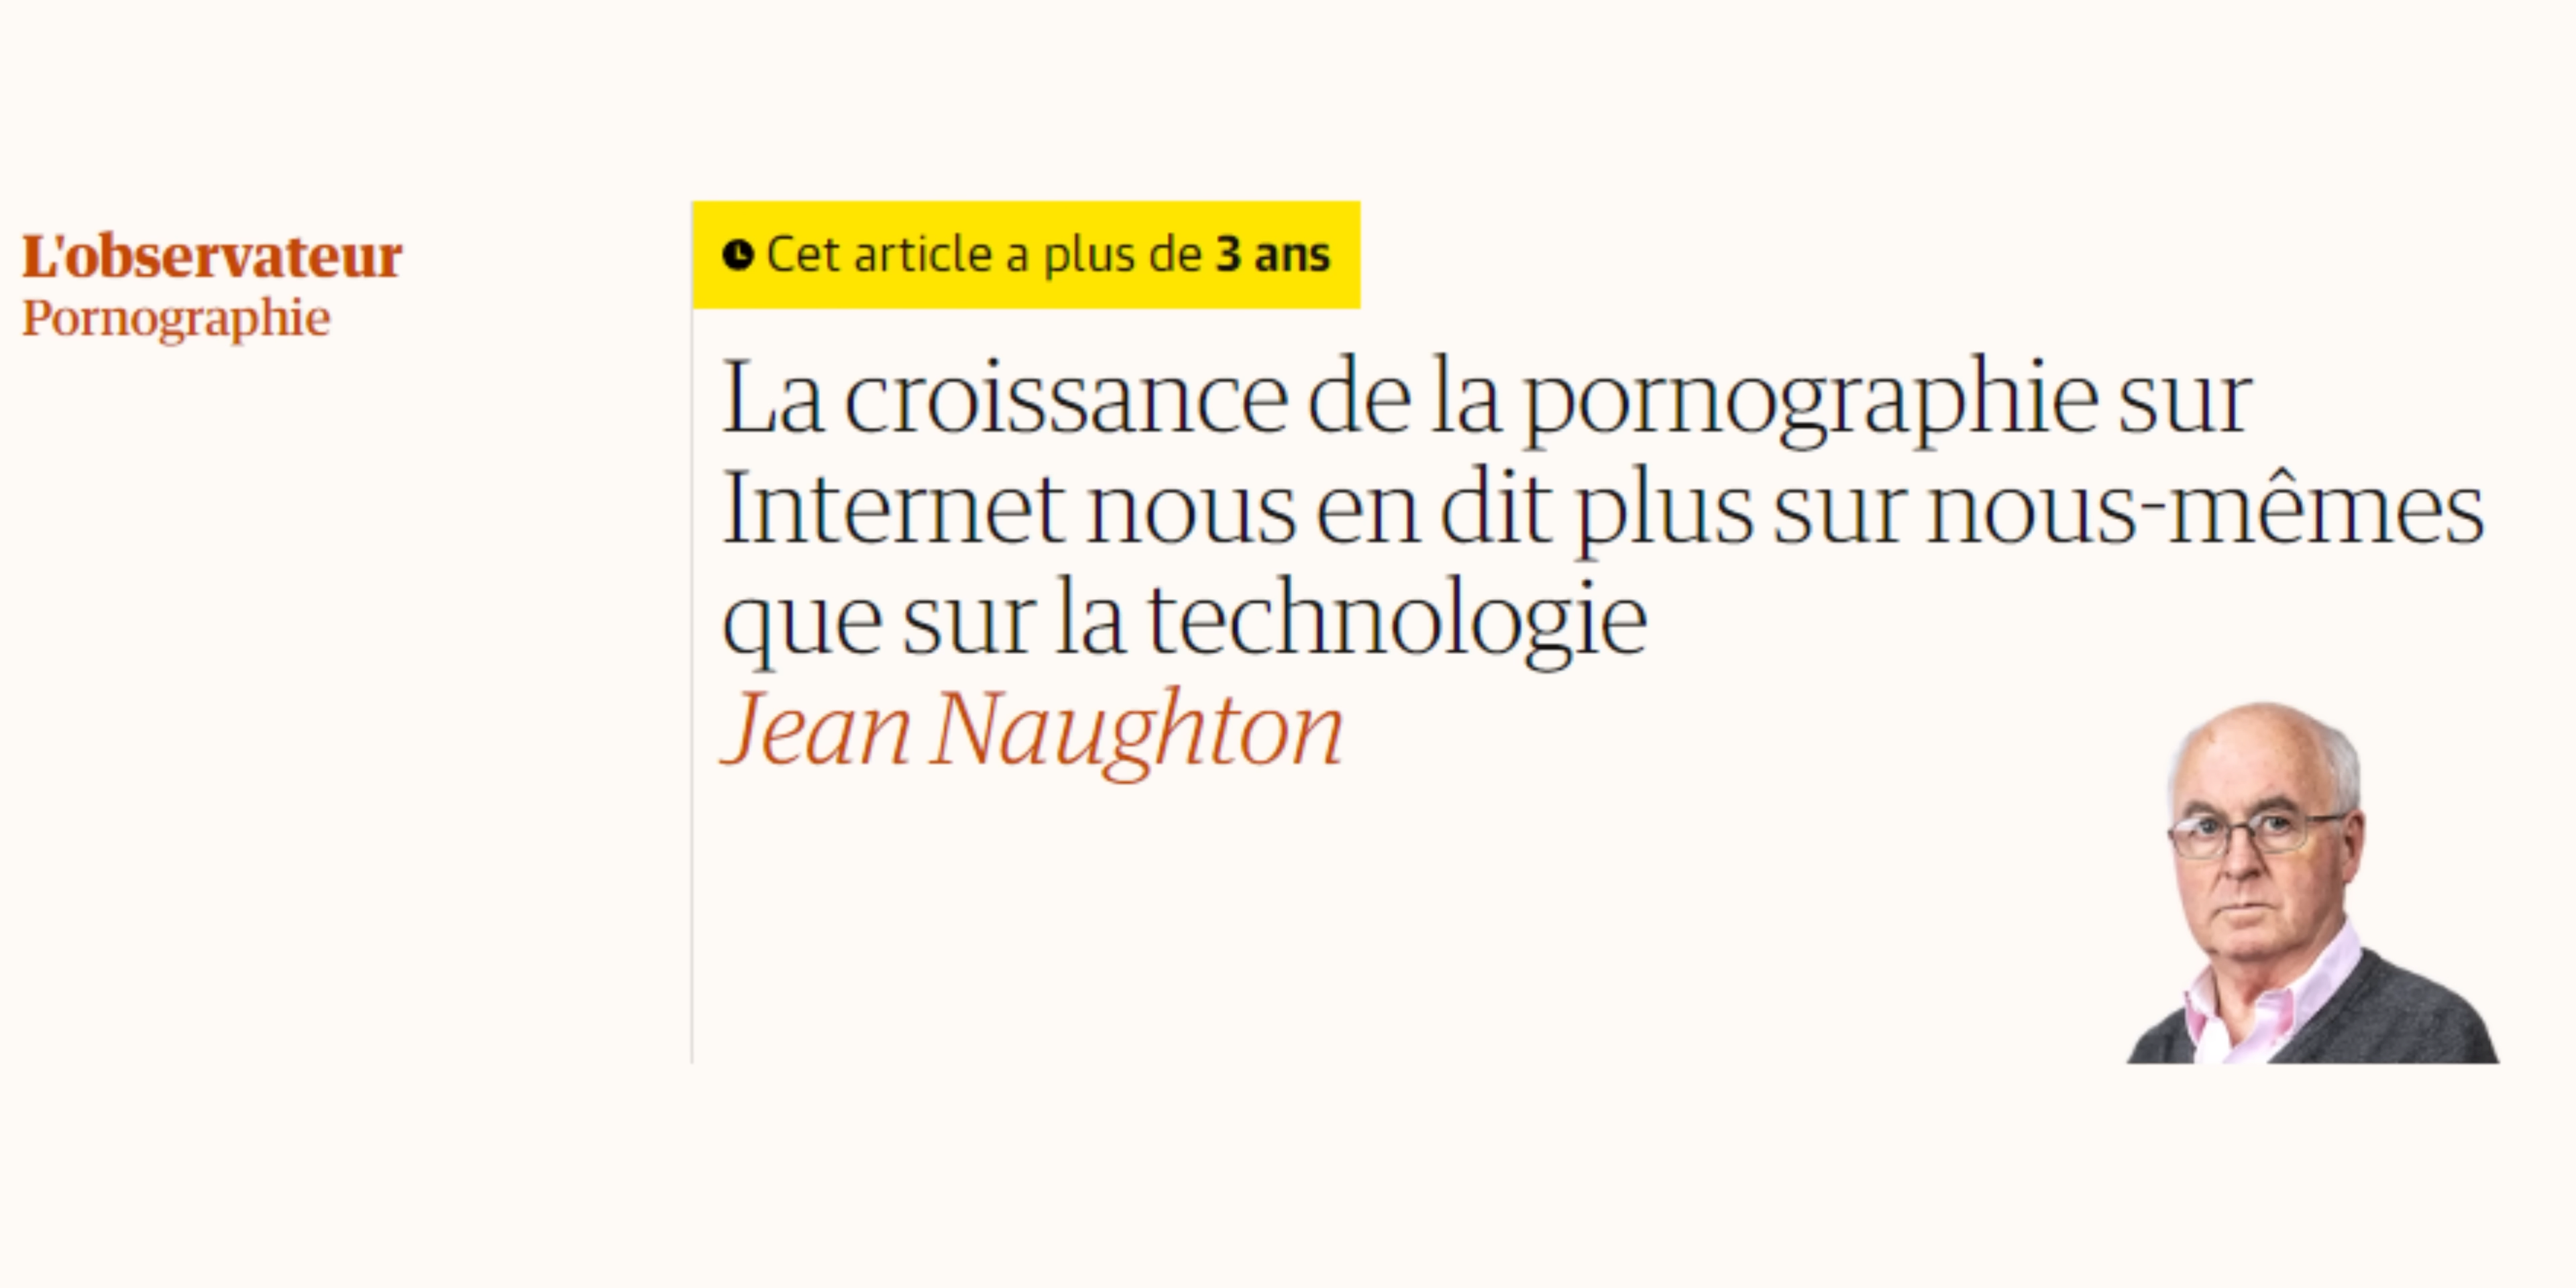 L'observateur
Pornographie
Cet article a plus de 3 ans
La croissance de la pornographie sur
Internet nous en dit plus sur nous-mêmes
que sur la technologie
Jean Naughton